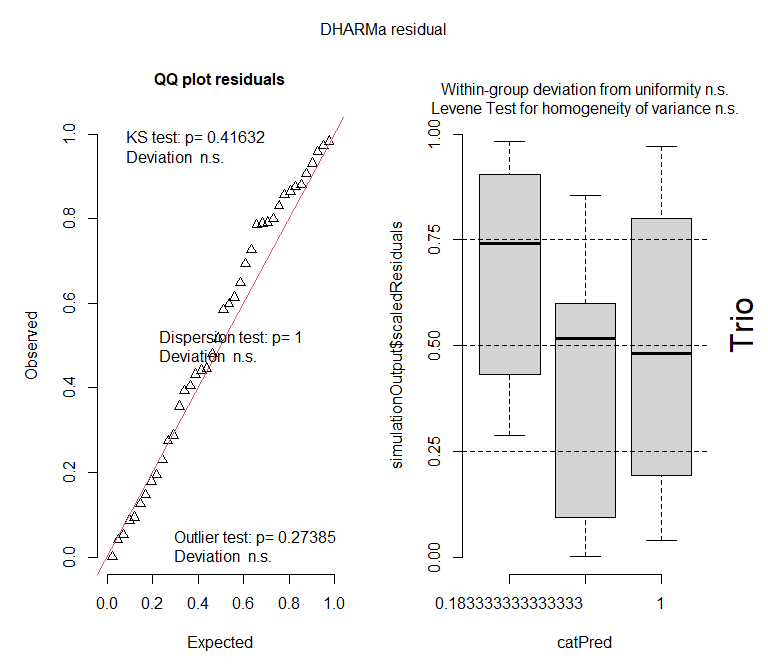 DHARMa residual
QQ plot residuals
KS test: p= 0.41632
Deviation n.s.
Dispersion test: p= 1
Deviation n.s.
Outlier test: p= 0.27385
Deviation n.s.
Observed
0.0 0.2 0.4 0.6 0.8 1.0
0.0 0.2 0.4 0.6 0.8 1.0
Expected
Within-group deviation from uniformity n.s.
Levene Test for homogeneity of variance n.s.
simulationOutput$scaledResiduals
0.00 0.25 0.50 0.75 1.00
0.183333333333333 1
catPred
Trio